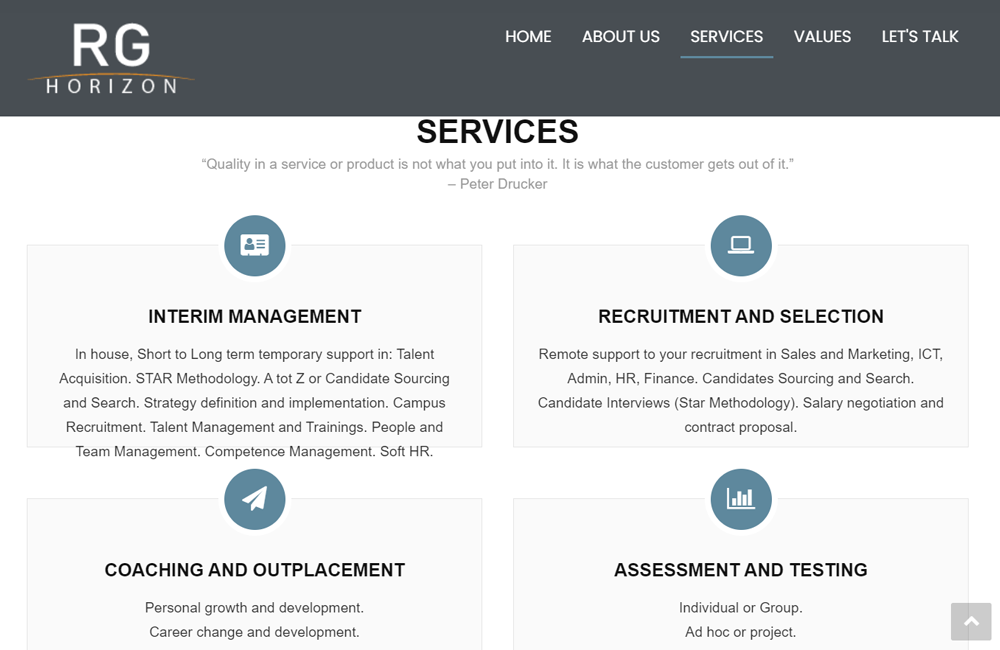 RG
HORIZON
HOME ABOUT US SERVICES VALUES LET'S TALK
SERVICES
“Quality in a service or product is not what you put into it. It is what the customer gets out of it.”
– Peter Drucker
INTERIM MANAGEMENT
In house, Short to Long term temporary support in: Talent
Acquisition. STAR Methodology. A tot Z or Candidate Sourcing
and Search. Strategy definition and implementation. Campus
Recruitment. Talent Management and Trainings. People and
Team Management. Competence Management. Soft HR.
RECRUITMENT AND SELECTION
Remote support to your recruitment in Sales and Marketing, ICT,
Admin, HR, Finance. Candidates Sourcing and Search.
Candidate Interviews (Star Methodology). Salary negotiation and
contract proposal.
COACHING AND OUTPLACEMENT
Personal growth and development.
Career change and development.
ASSESSMENT AND TESTING
Individual or Group.
Ad hoc or project.